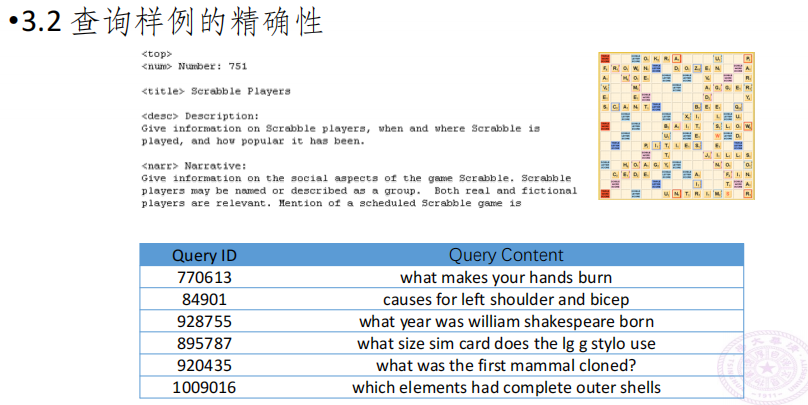 •3.2 查询样例的精确性
<top>
<num> Number: 751
<title> Scrabble Players
<desc> Description:
Give information on Scrabble players, when and where Scrabble is
played, and how popular it has been.
<narr> Narrative:
Give information on the social aspects of the game Scrabble. Scrabble
players may be named or described as a group.  Both real and fictional
players are relevant. Mention of a scheduled Scrabble game is
Query ID Query Content
770613 what makes your hands burn
84901 causes for left shoulder and bicep
928755 what year was william shakespeare born
895787 what size sim card does the lg g stylo use
920435 what was the first mammal cloned?
1009016 which elements had complete outer shells